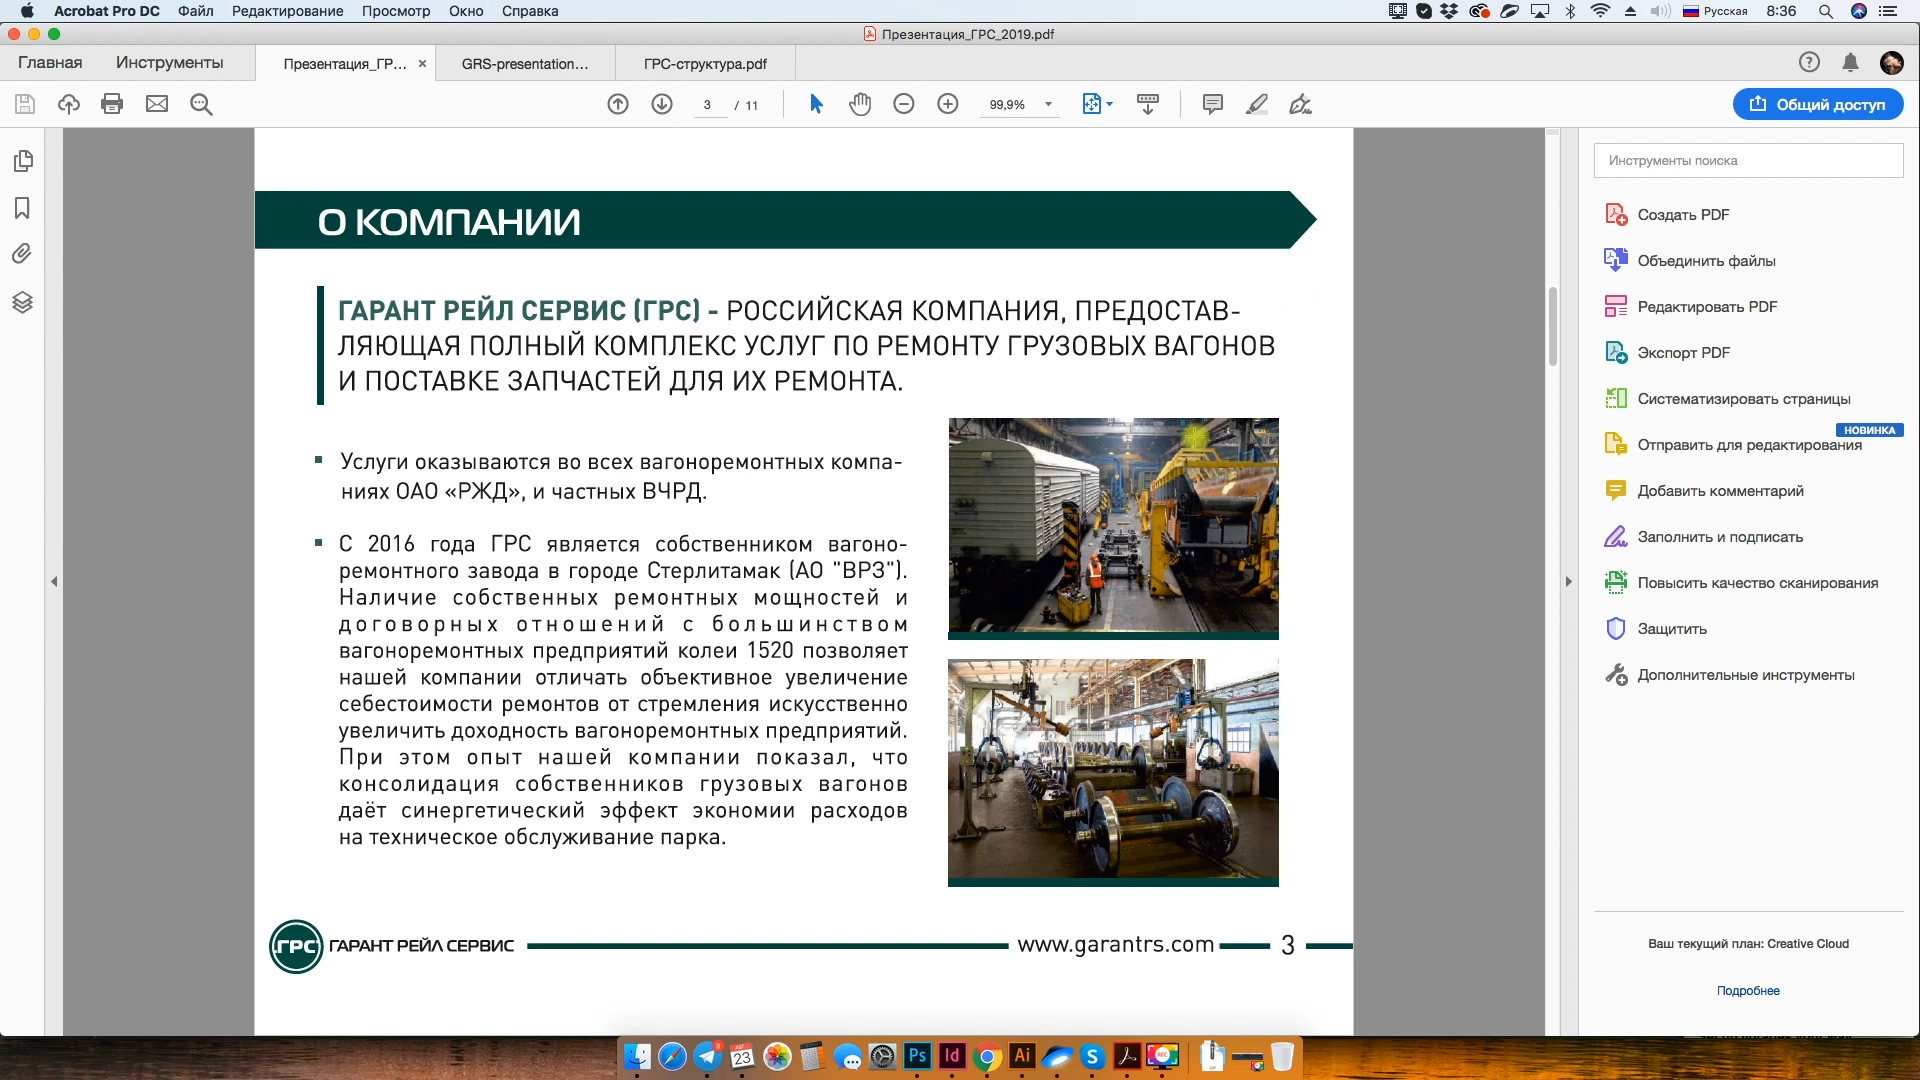 Acrobat Pro DC Файл Редактирование Просмотр Окно Справка Русская 8:36
Презентация_ГРС_2019.pdf
Главная Инструменты Презентация_ГР... × GRS-presentation... ГРС-структура.pdf
3 / 11 99,9% Общий доступ
О КОМПАНИИ
ГАРАНТ РЕЙЛ СЕРВИС (ГРС) - РОССИЙСКАЯ КОМПАНИЯ, ПРЕДОСТАВ-
ЛЯЮЩАЯ ПОЛНЫЙ КОМПЛЕКС УСЛУГ ПО РЕМОНТУ ГРУЗОВЫХ ВАГОНОВ
И ПОСТАВКЕ ЗАПЧАСТЕЙ ДЛЯ ИХ РЕМОНТА.
Услуги оказываются во всех вагоноремонтных компа-
ниях ОАО «РЖД», и частных ВЧРД.
С 2016 года ГРС является собственником вагоно-
ремонтного завода в городе Стерлитамак (АО "ВРЗ").
Наличие собственных ремонтных мощностей и
договорных отношений с большинством
вагоноремонтных предприятий колеи 1520 позволяет
нашей компании отличать объективное увеличение
себестоимости ремонтов от стремления искусственно
увеличить доходность вагоноремонтных предприятий.
При этом опыт нашей компании показал, что
консолидация собственников грузовых вагонов
даёт синергетический эффект экономии расходов
на техническое обслуживание парка.
ГРС ГАРАНТ РЕЙЛ СЕРВИС www.garantrs.com 3
Инструменты поиска
Создать PDF
Объединить файлы
Редактировать PDF
Экспорт PDF
Систематизировать страницы
НОВИНКА
Отправить для редактирования
Добавить комментарий
Заполнить и подписать
Повысить качество сканирования
Защитить
Дополнительные инструменты
Ваш текущий план: Creative Cloud
Подробнее
3 23 Ps Id Ai S REC